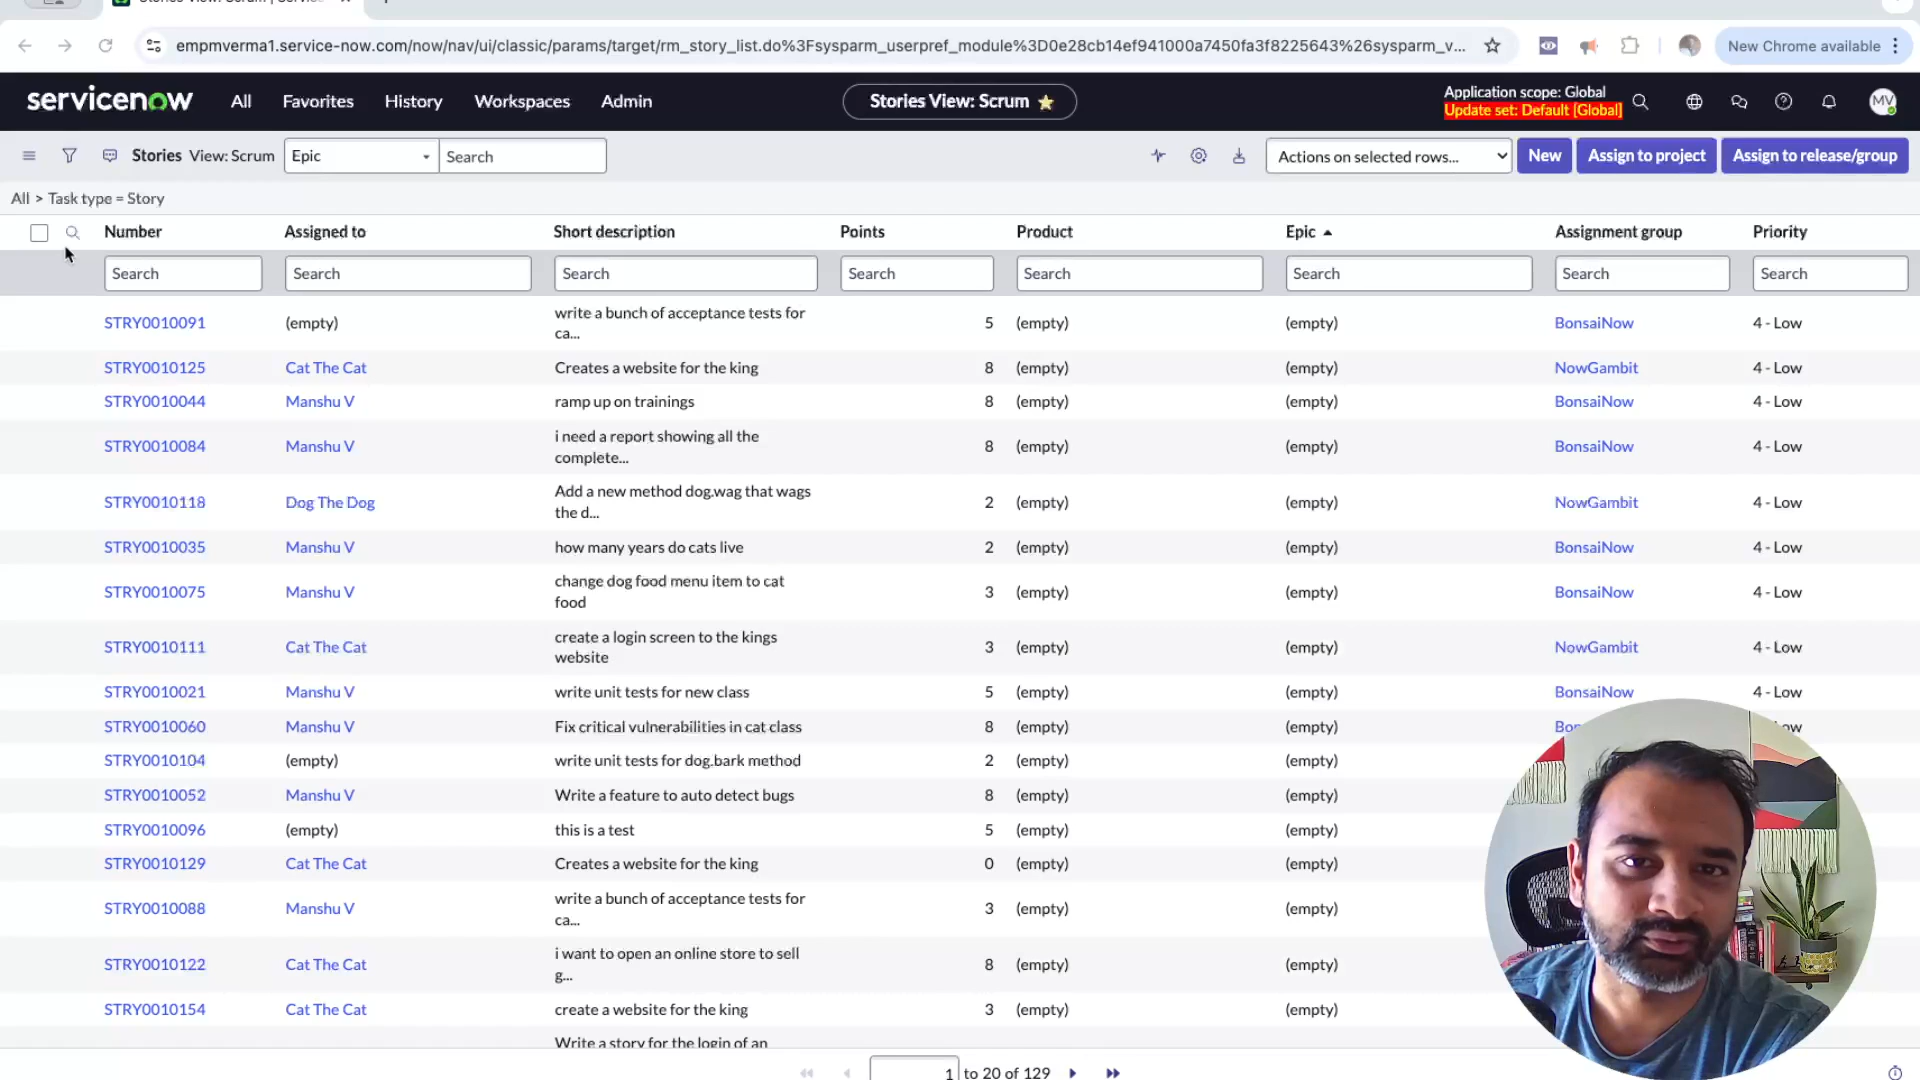 Stories View: Scrum | Servic
empmverma1.service-now.com/now/nav/ui/classic/params/target/rm_story_list.do%3Fsysparm_userpref_module%3D0e28cb14ef941000a7450fa3f8225643%26sysparm_v...
New Chrome available
servicenow All Favorites History Workspaces Admin
Stories View: Scrum
Application scope: Global
Update set: Default [Global]
MV
Stories View: Scrum Epic Search Actions on selected rows... New Assign to project Assign to release/group
All > Task type = Story
Number Assigned to Short description Points Product Epic Assignment group Priority
Search Search Search Search Search Search Search Search
STRY0010091 (empty) write a bunch of acceptance tests for ca... 5 (empty) (empty) BonsaiNow 4 - Low
STRY0010125 Cat The Cat Creates a website for the king 8 (empty) (empty) NowGambit 4 - Low
STRY0010044 Manshu V ramp up on trainings 8 (empty) (empty) BonsaiNow 4 - Low
STRY0010084 Manshu V i need a report showing all the complete... 8 (empty) (empty) BonsaiNow 4 - Low
STRY0010118 Dog The Dog Add a new method dog.wag that wags the d... 2 (empty) (empty) NowGambit 4 - Low
STRY0010035 Manshu V how many years do cats live 2 (empty) (empty) BonsaiNow 4 - Low
STRY0010075 Manshu V change dog food menu item to cat food 3 (empty) (empty) BonsaiNow 4 - Low
STRY0010111 Cat The Cat create a login screen to the kings website 3 (empty) (empty) NowGambit 4 - Low
STRY0010021 Manshu V write unit tests for new class 5 (empty) (empty) BonsaiNow 4 - Low
STRY0010060 Manshu V Fix critical vulnerabilities in cat class 8 (empty) (empty) Bon ow
STRY0010104 (empty) write unit tests for dog.bark method 2 (empty) (empty)
STRY0010052 Manshu V Write a feature to auto detect bugs 8 (empty) (empty)
STRY0010096 (empty) this is a test 5 (empty) (empty)
STRY0010129 Cat The Cat Creates a website for the king 0 (empty) (empty)
STRY0010088 Manshu V write a bunch of acceptance tests for ca... 3 (empty) (empty)
STRY0010122 Cat The Cat i want to open an online store to sell g... 8 (empty) (empty)
STRY0010154 Cat The Cat create a website for the king 3 (empty) (empty)
Write a story for the login of an
1 to 20 of 129